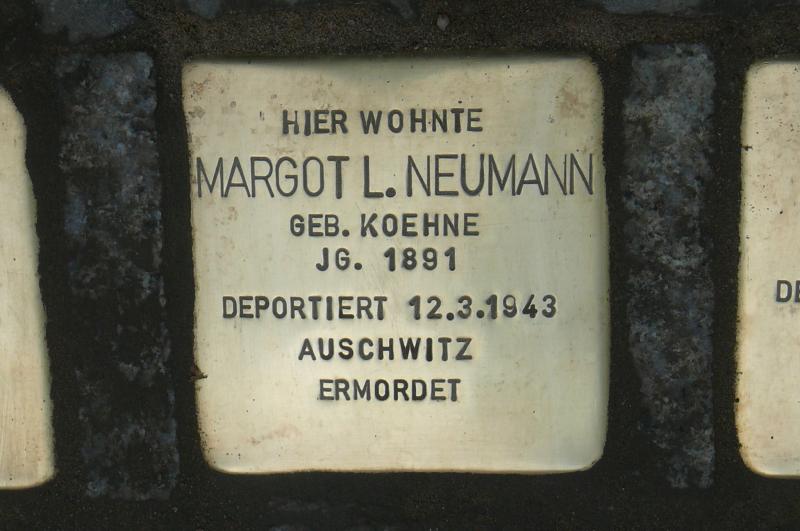 HIER WOHNTE
MARGOT L. NEUMANN
GEB. KOEHNE
JG. 1891
DEPORTIERT 12.3.1943
AUSCHWITZ
ERMORDET